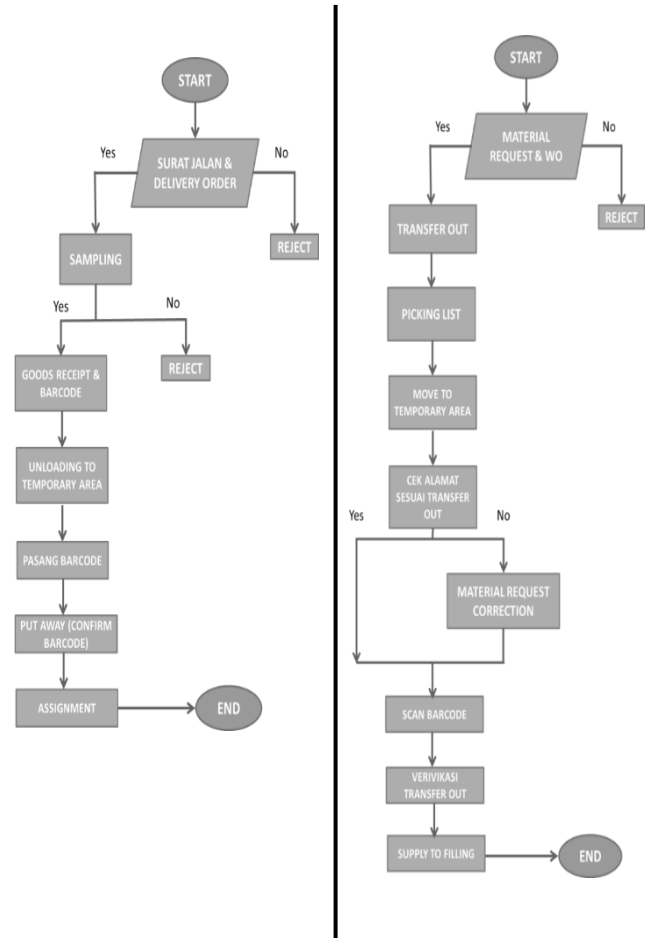 START
Yes
SURAT JALAN &
DELIVERY ORDER
No
REJECT
SAMPLING
Yes
No
GOODS RECEIPT &
BARCODE
REJECT
UNLOADING TO
TEMPORARY AREA
PASANG BARCODE
PUT AWAY (CONFIRM
BARCODE)
ASSIGNMENT
END
START
Yes
MATERIAL
REQUEST & WO
No
REJECT
TRANSFER OUT
PICKING LIST
MOVE TO
TEMPORARY AREA
CEK ALAMAT
SESUAI TRANSFER
OUT
Yes
No
MATERIAL REQUEST
CORRECTION
SCAN BARCODE
VERIVIKASI
TRANSFER OUT
SUPPLY TO FILLING
END